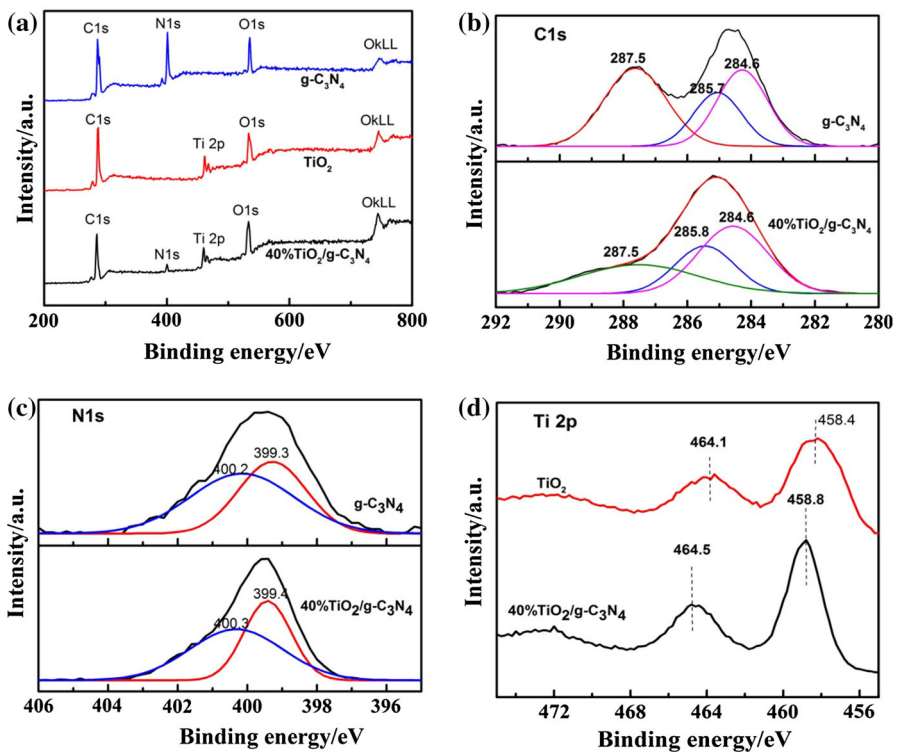 (a)
C1s
N1s
O1s
OkLL
g-C₃N₄
C1s
Ti 2p
O1s
OkLL
TiO₂
C1s
N1s
Ti 2p
O1s
OkLL
40%TiO₂/g-C₃N₄
Intensity/a.u.
200 400 600 800
Binding energy/eV
(b)
C1s
287.5
285.7
284.6
g-C₃N₄
287.5
285.8
284.6
40%TiO₂/g-C₃N₄
Intensity/a.u.
292 290 288 286 284 282 280
Binding energy/eV
(c)
N1s
400.2
399.3
g-C₃N₄
400.3
399.4
40%TiO₂/g-C₃N₄
Intensity/a.u.
406 404 402 400 398 396
Binding energy/eV
(d)
Ti 2p
464.1
458.4
TiO₂
464.5
458.8
40%TiO₂/g-C₃N₄
Intensity/a.u.
472 468 464 460 456
Binding energy/eV